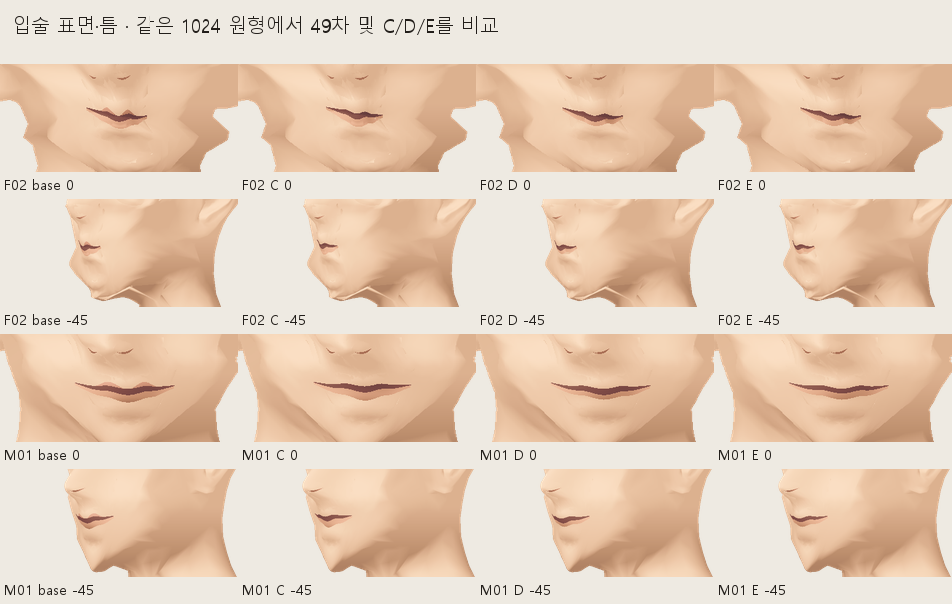 입술 표면·틈 · 같은 1024 원형에서 49차 및 C/D/E를 비교
F02 base 0
F02 C 0
F02 D 0
F02 E 0
F02 base -45
F02 C -45
F02 D -45
F02 E -45
M01 base 0
M01 C 0
M01 D 0
M01 E 0
M01 base -45
M01 C -45
M01 D -45
M01 E -45